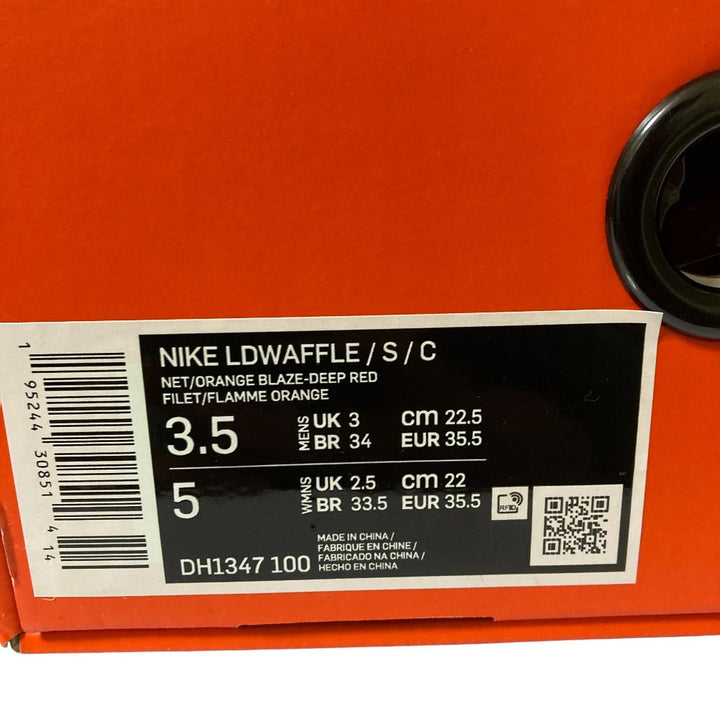 NIKE LDWAFFLE / S / C
NET/ORANGE BLAZE-DEEP RED
FILET/FLAMME ORANGE
3.5 MENS UK 3 cm 22.5
BR 34 EUR 35.5
5 WMNS UK 2.5 cm 22
BR 33.5 EUR 35.5
RFID
DH1347 100
MADE IN CHINA /
FABRIQUE EN CHINE /
FABRICADO NA CHINA /
HECHO EN CHINA
1 95244 30851 4 14